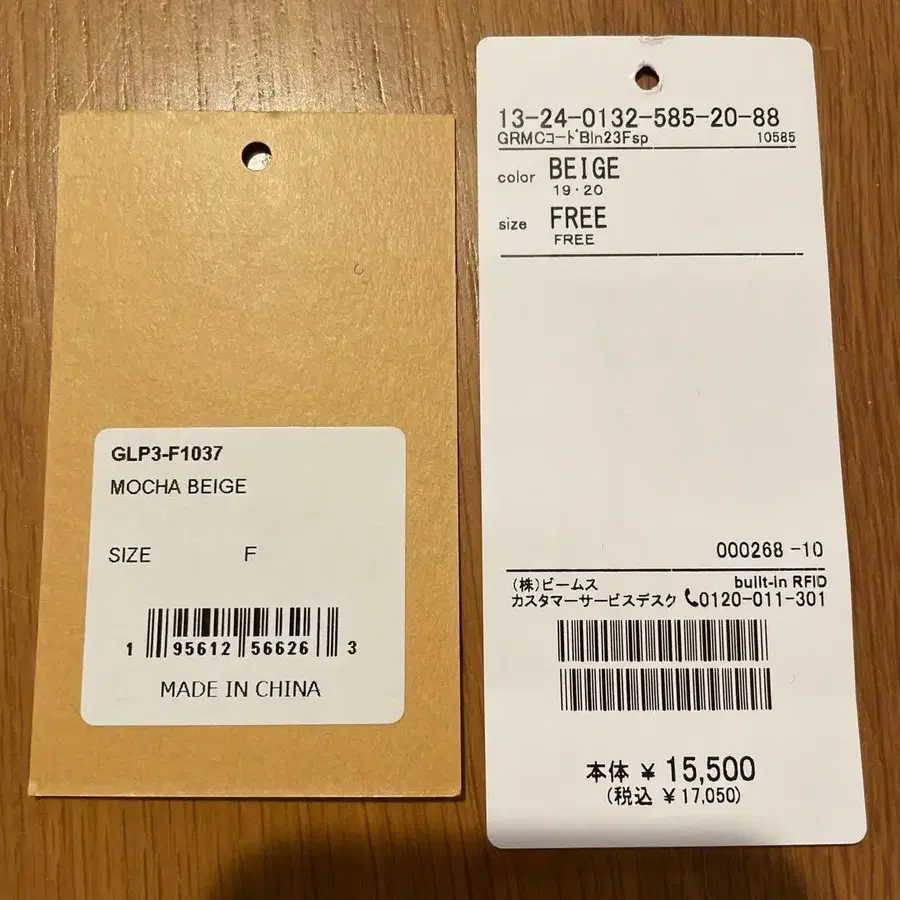 GLP3-F1037
MOCHA BEIGE
SIZE F
1 95612 56626 3
MADE IN CHINA
13-24-0132-585-20-88
GRMCコードBln23Fsp 10585
color BEIGE
19・20
size FREE
FREE
000268 -10
(株)ビームス built-in RFID
カスタマーサービスデスク 0120-011-301
本体 ¥ 15,500
(税込 ¥ 17,050)